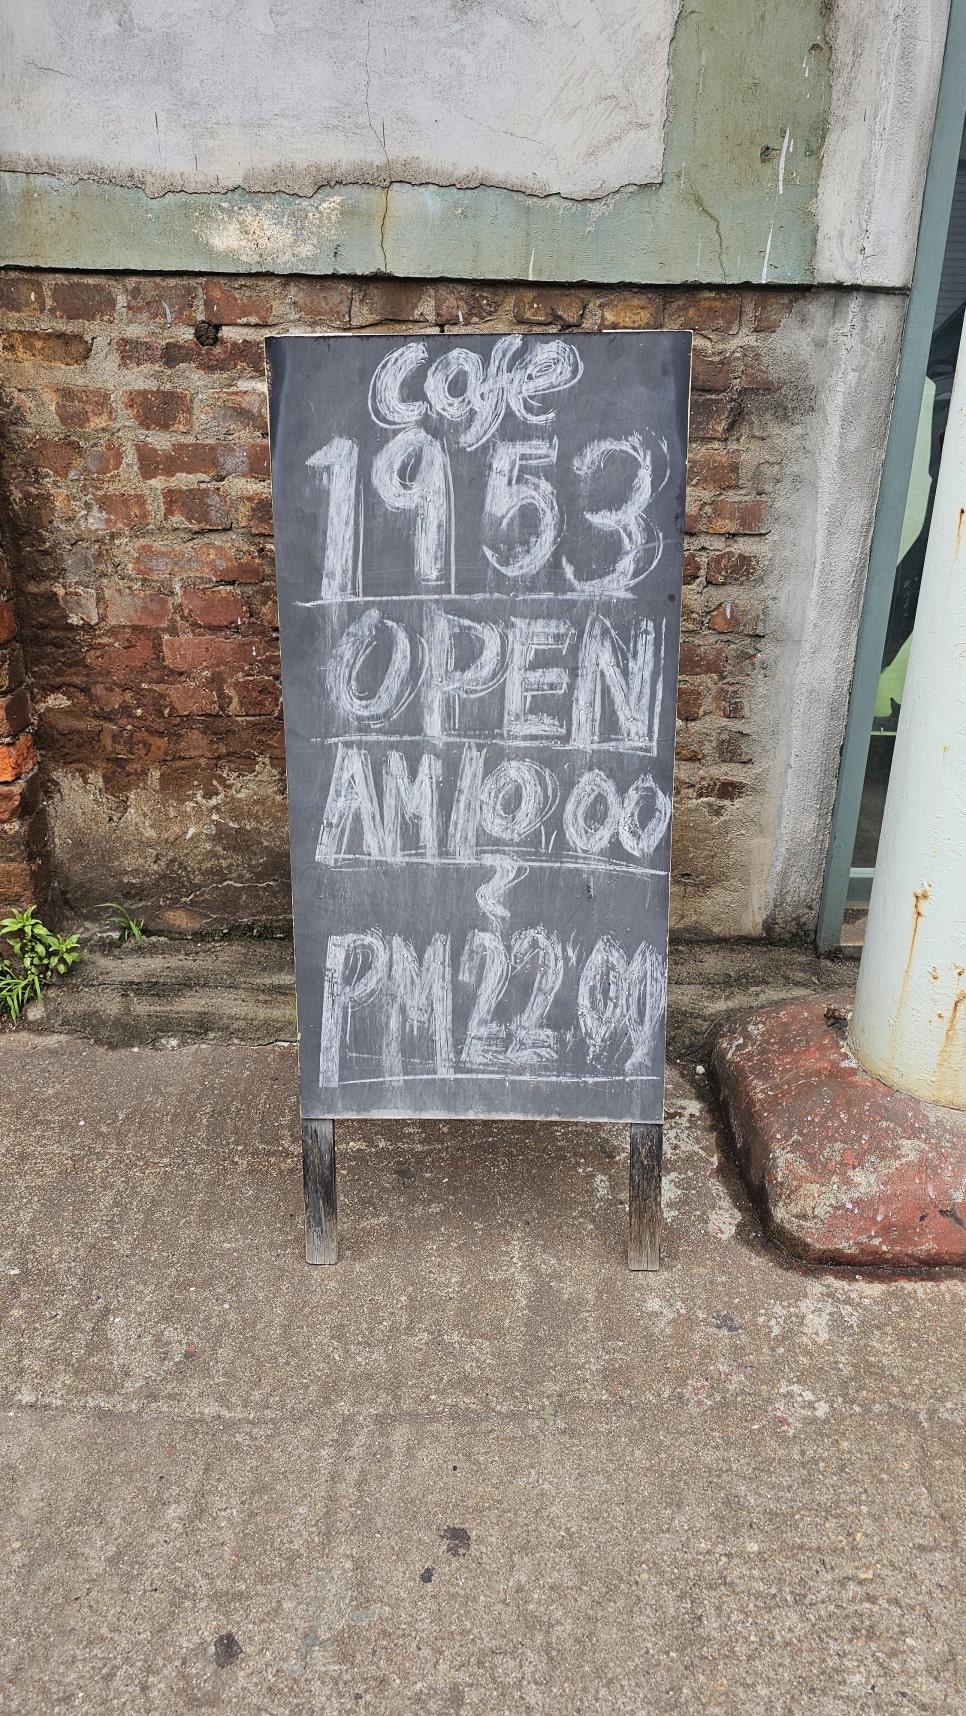 cafe
1953
OPEN
AM10:00
~
PM22:00